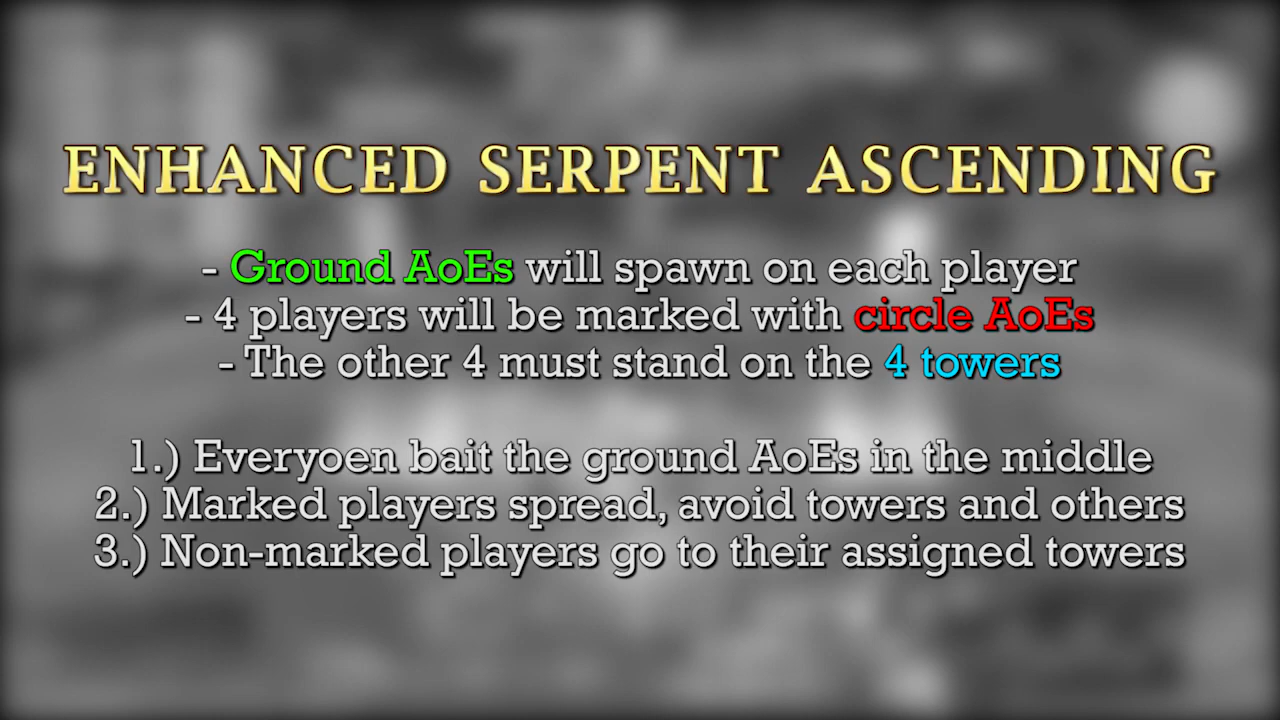 ENHANCED SERPENT ASCENDING
- Ground AoEs will spawn on each player
- 4 players will be marked with circle AoEs
- The other 4 must stand on the 4 towers
1.) Everyoen bait the ground AoEs in the middle
2.) Marked players spread, avoid towers and others
3.) Non-marked players go to their assigned towers